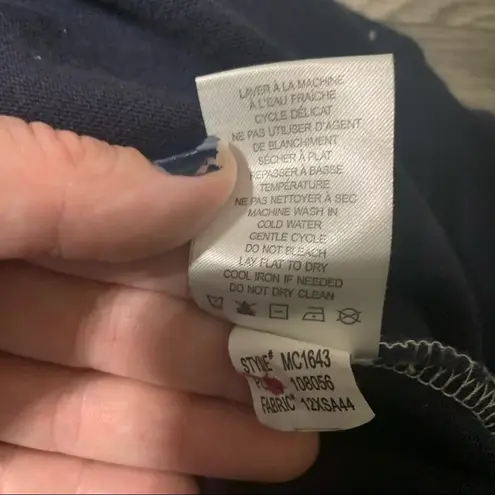 LAVER À LA MACHINE
À L'EAU FRAÎCHE
CYCLE DÉLICAT
NE PAS UTILISER D'AGENT
DE BLANCHIMENT
SÉCHER À PLAT
REPASSER À BASSE
TEMPÉRATURE
NE PAS NETTOYER À SEC
MACHINE WASH IN
COLD WATER
GENTLE CYCLE
DO NOT BLEACH
LAY FLAT TO DRY
COOL IRON IF NEEDED
DO NOT DRY CLEAN
STYLE# MC1643
108056
FABRIC# 12XSA44